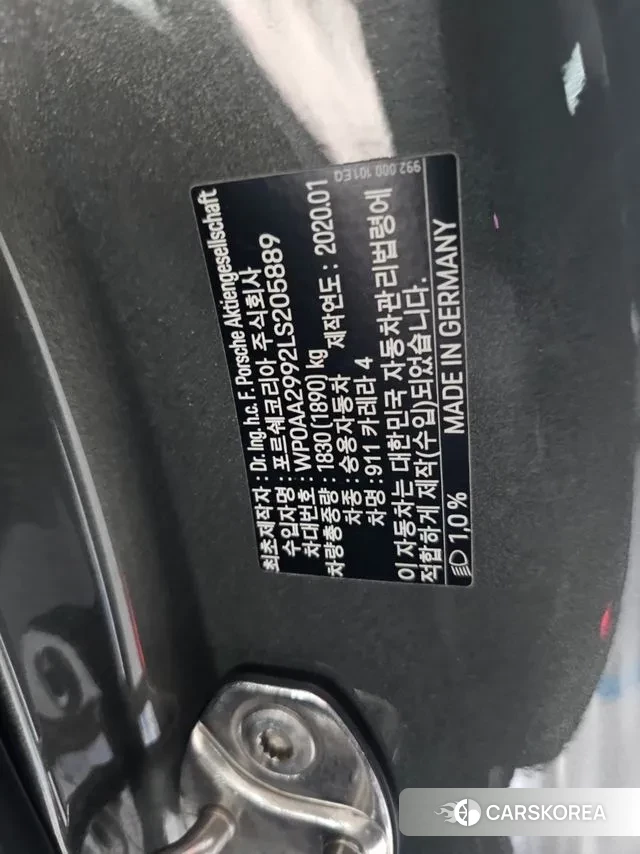 992 000 101 EQ
최초제작자 : Dr. Ing. h.c. F. Porsche Aktiengesellschaft
수입자명 : 포르쉐코리아 주식회사
차대번호 : WP0AA2992LS205889
차량총중량 : 1830 (1890) kg 제작연도 : 2020.01
차종 : 승용자동차
차명 : 911 카레라 4
이 자동차는 대한민국 자동차관리법령에
적합하게 제작(수입)되었습니다.
1,0 % MADE IN GERMANY
CARSKOREA